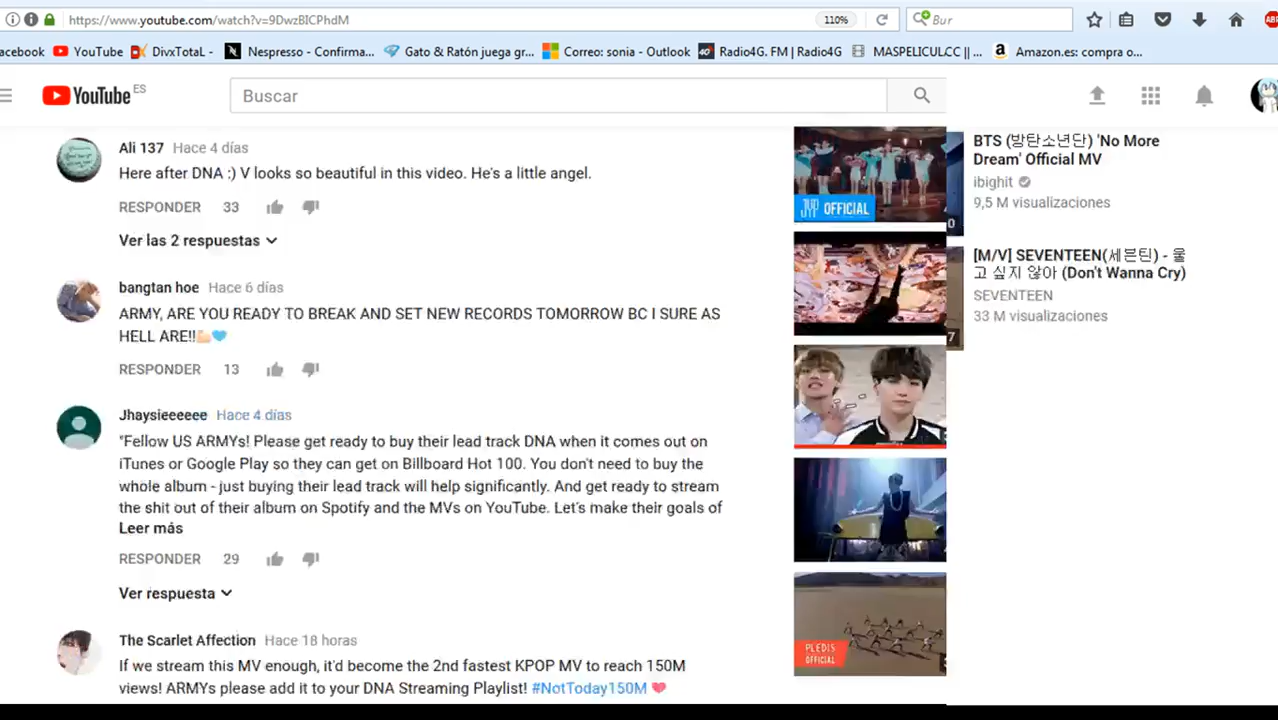 https://www.youtube.com/watch?v=9DwzBICPhdM
110%
Bur
acebook
YouTube
DivxTotaL -
Nespresso - Confirma...
Gato & Ratón juega gr...
Correo: sonia - Outlook
Radio4G. FM | Radio4G
MASPELICUL.CC || ...
Amazon.es: compra o...
YouTube ES
Buscar
Ali 137 Hace 4 días
Here after DNA :) V looks so beautiful in this video. He's a little angel.
RESPONDER 33
Ver las 2 respuestas
bangtan hoe Hace 6 días
ARMY, ARE YOU READY TO BREAK AND SET NEW RECORDS TOMORROW BC I SURE AS
HELL ARE!!💪🏻💙
RESPONDER 13
Jhaysieeeeee Hace 4 días
"Fellow US ARMYs! Please get ready to buy their lead track DNA when it comes out on
iTunes or Google Play so they can get on Billboard Hot 100. You don't need to buy the
whole album - just buying their lead track will help significantly. And get ready to stream
the shit out of their album on Spotify and the MVs on YouTube. Let's make their goals of
Leer más
RESPONDER 29
Ver respuesta
The Scarlet Affection Hace 18 horas
If we stream this MV enough, it'd become the 2nd fastest KPOP MV to reach 150M
views! ARMYs please add it to your DNA Streaming Playlist! #NotToday150M 💓
JYP OFFICIAL
PLEDIS
OFFICIAL
BTS (방탄소년단) 'No More
Dream' Official MV
ibighit
9,5 M visualizaciones
0
[M/V] SEVENTEEN(세븐틴) - 울
고 싶지 않아 (Don't Wanna Cry)
SEVENTEEN
33 M visualizaciones
7